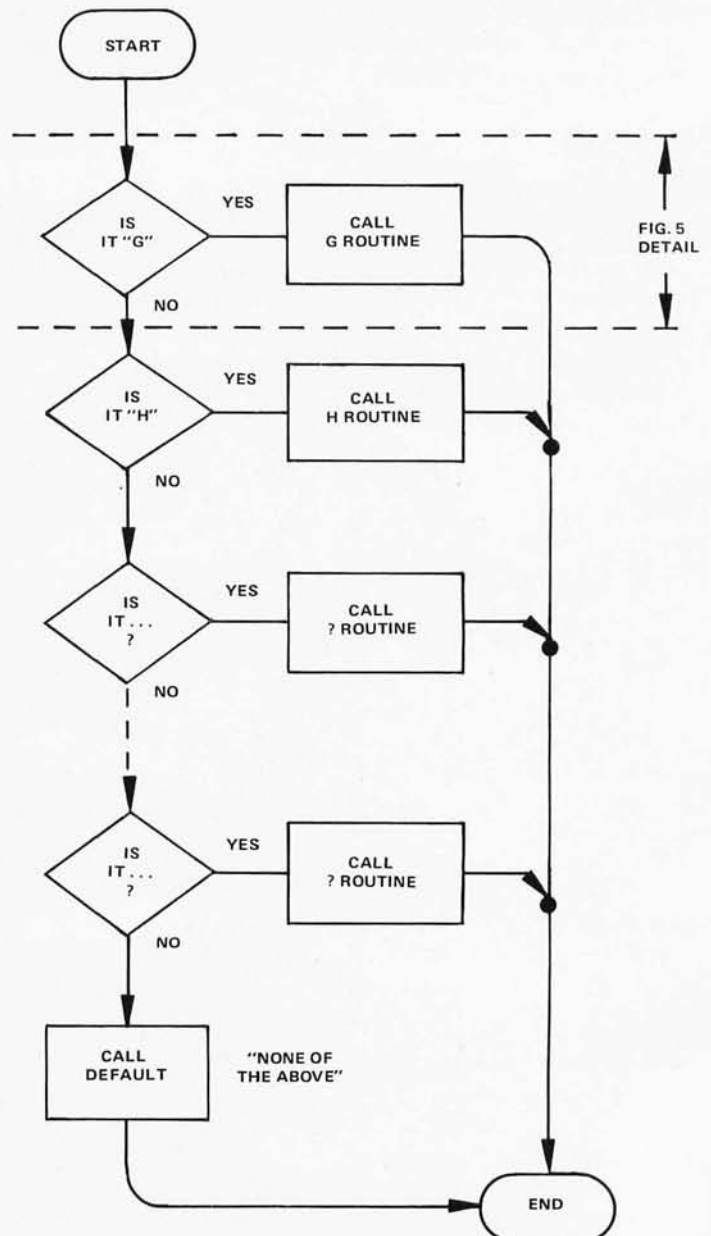 START
IS
IT "G"
YES
CALL
G ROUTINE
FIG. 5
DETAIL
NO
IS
IT "H"
YES
CALL
H ROUTINE
NO
IS
IT . . .
?
YES
CALL
? ROUTINE
NO
IS
IT . . .
?
YES
CALL
? ROUTINE
NO
CALL
DEFAULT
"NONE OF
THE ABOVE"
END